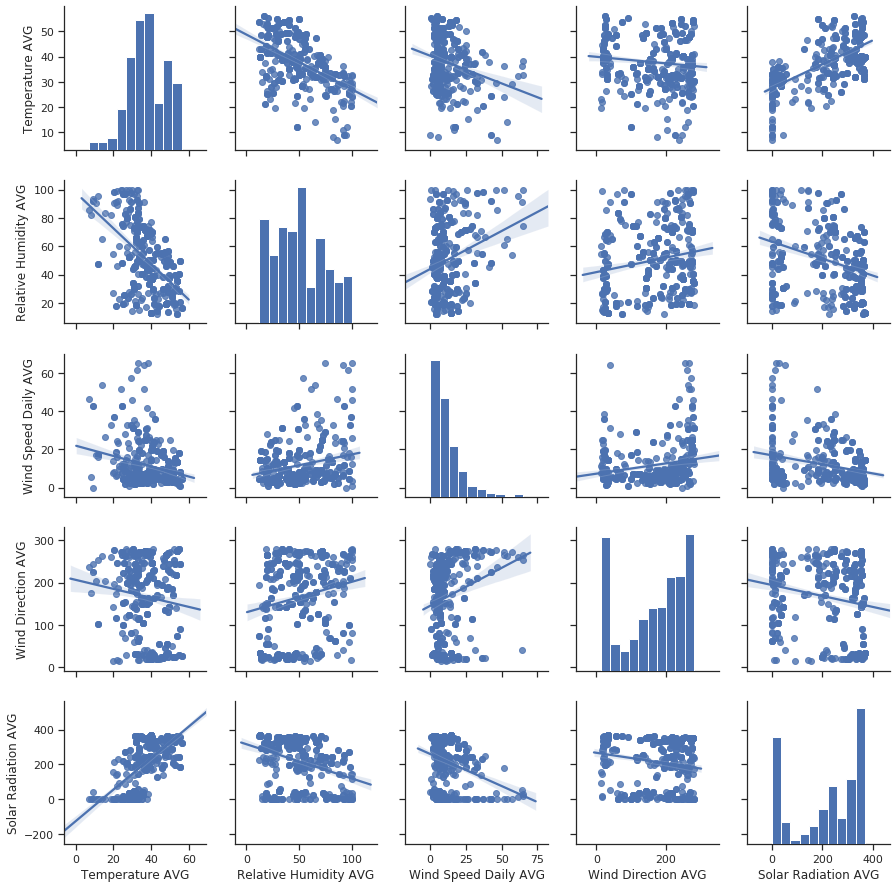 Temperature AVG
50
40
30
20
10
Relative Humidity AVG
100
80
60
40
20
Wind Speed Daily AVG
60
40
20
0
Wind Direction AVG
300
200
100
0
Solar Radiation AVG
400
200
0
−200
0 20 40 60
Temperature AVG
0 50 100
Relative Humidity AVG
0 25 50 75
Wind Speed Daily AVG
0 200
Wind Direction AVG
0 200 400
Solar Radiation AVG